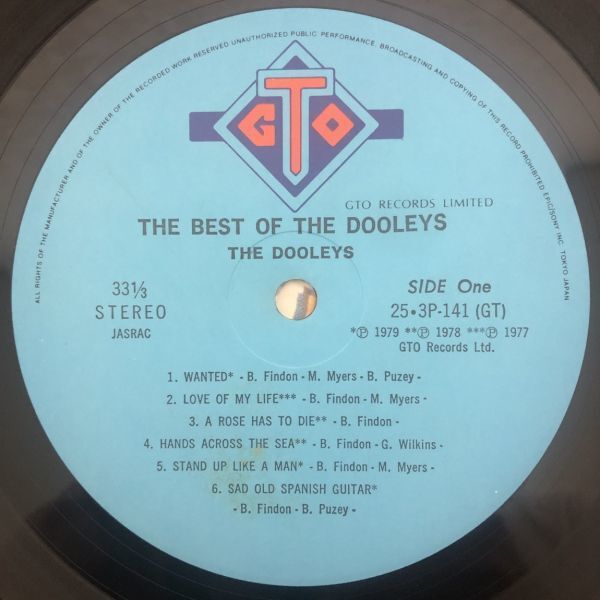 ALL RIGHTS OF THE MANUFACTURER AND OF THE OWNER OF THE RECORDED WORK RESERVED UNAUTHORIZED PUBLIC PERFORMANCE, BROADCASTING AND COPYING OF THIS RECORD PROHIBITED EPIC/SONY INC. TOKYO JAPAN
GTO
GTO RECORDS LIMITED
THE BEST OF THE DOOLEYS
THE DOOLEYS
33⅓
STEREO
JASRAC
SIDE One
25•3P-141 (GT)
*Ⓟ 1979 **Ⓟ 1978 ***Ⓟ 1977
GTO Records Ltd.
1. WANTED* - B. Findon - M. Myers - B. Puzey -
2. LOVE OF MY LIFE*** - B. Findon - M. Myers -
3. A ROSE HAS TO DIE** - B. Findon -
4. HANDS ACROSS THE SEA** - B. Findon - G. Wilkins -
5. STAND UP LIKE A MAN* - B. Findon - M. Myers -
6. SAD OLD SPANISH GUITAR*
- B. Findon - B. Puzey -